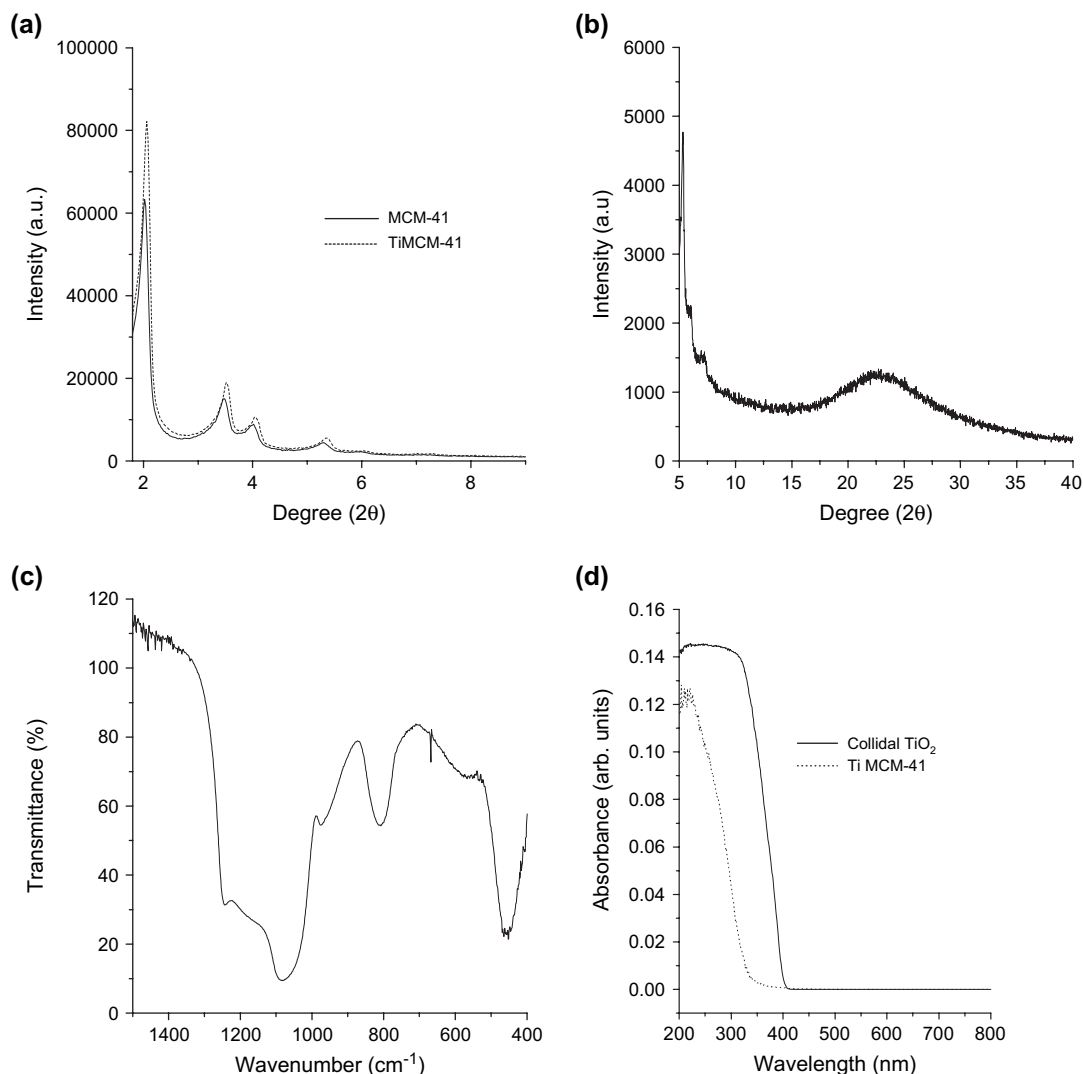 (a)
100000
80000
60000
40000
20000
0
Intensity (a.u.)
MCM-41
TiMCM-41
2 4 6 8
Degree (2θ)
(b)
6000
5000
4000
3000
2000
1000
0
Intensity (a.u)
5 10 15 20 25 30 35 40
Degree (2θ)
(c)
120
100
80
60
40
20
0
Transmittance (%)
1400 1200 1000 800 600 400
Wavenumber (cm⁻¹)
(d)
0.16
0.14
0.12
0.10
0.08
0.06
0.04
0.02
0.00
Absorbance (arb. units)
Collidal TiO₂
Ti MCM-41
200 300 400 500 600 700 800
Wavelength (nm)